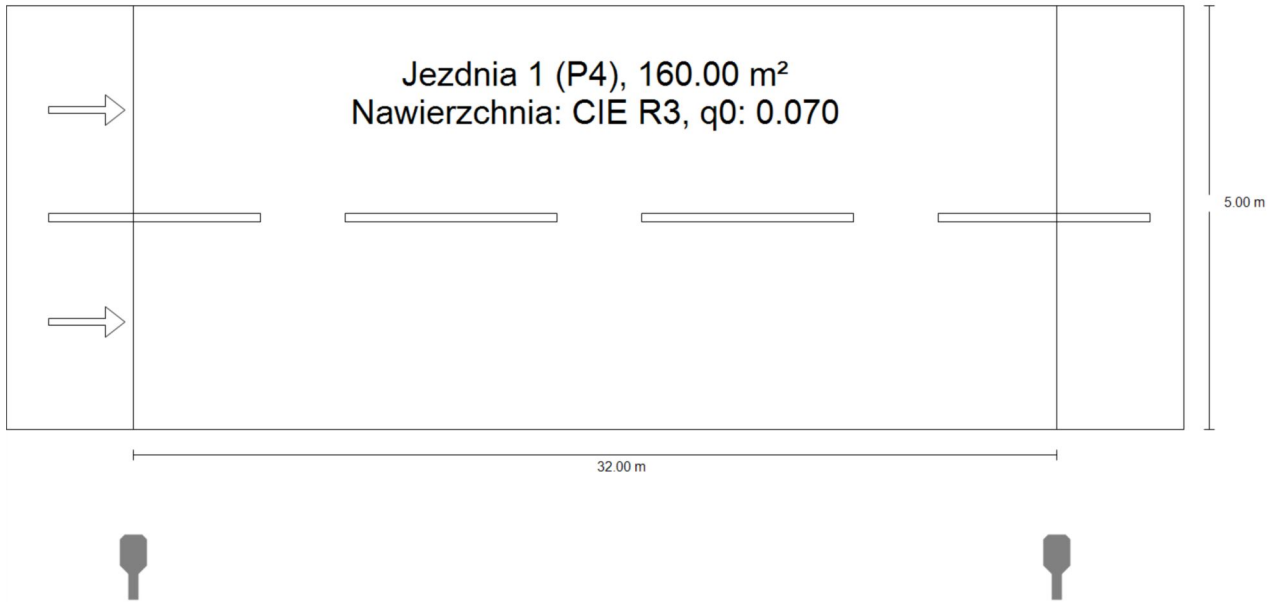 Jezdnia 1 (P4), 160.00 m²
Nawierzchnia: CIE R3, q0: 0.070
5.00 m
32.00 m